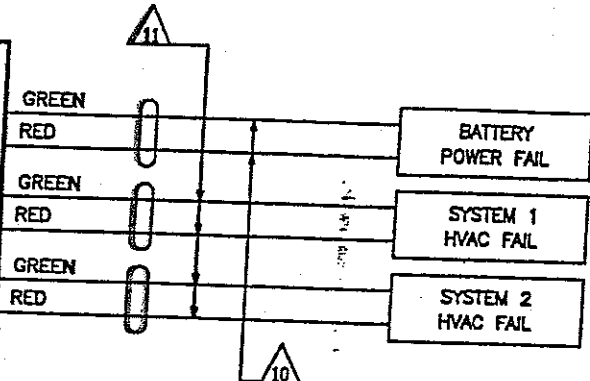 11
GREEN
RED
BATTERY
POWER FAIL
GREEN
RED
SYSTEM 1
HVAC FAIL
GREEN
RED
SYSTEM 2
HVAC FAIL
10